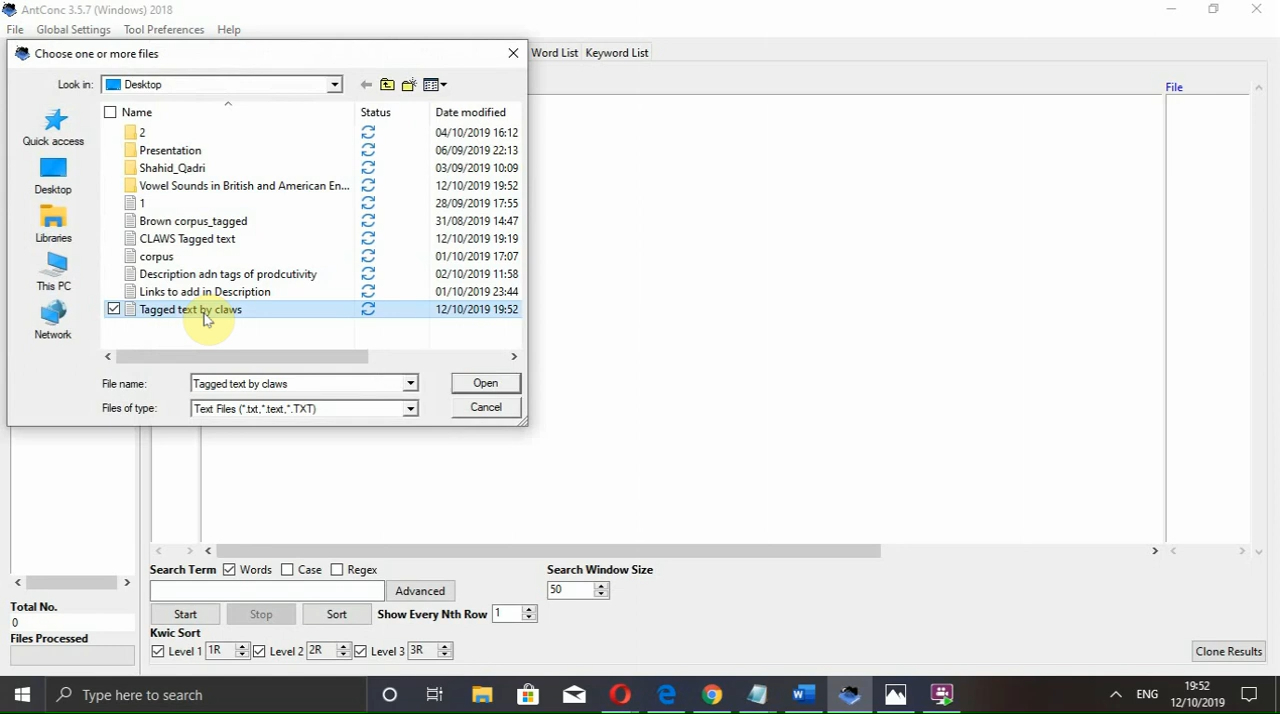 AntConc 3.5.7 (Windows) 2018
File Global Settings Tool Preferences Help
Choose one or more files
Word List Keyword List
Look in: Desktop
File
Name Status Date modified
Quick access
Desktop
Libraries
This PC
Network
2 04/10/2019 16:12
Presentation 06/09/2019 22:13
Shahid_Qadri 03/09/2019 10:09
Vowel Sounds in British and American En... 12/10/2019 19:52
1 28/09/2019 17:55
Brown corpus_tagged 31/08/2019 14:47
CLAWS Tagged text 12/10/2019 19:19
corpus 01/10/2019 17:07
Description adn tags of prodcutivity 02/10/2019 11:58
Links to add in Description 01/10/2019 23:44
Tagged text by claws 12/10/2019 19:52
File name: Tagged text by claws Open
Files of type: Text Files (*.txt,*.text,*.TXT) Cancel
Search Term Words Case Regex Search Window Size
Advanced 50
Total No.
0
Start Stop Sort Show Every Nth Row 1
Files Processed
Kwic Sort
Level 1 1R Level 2 2R Level 3 3R Clone Results
Type here to search
ENG
19:52
12/10/2019